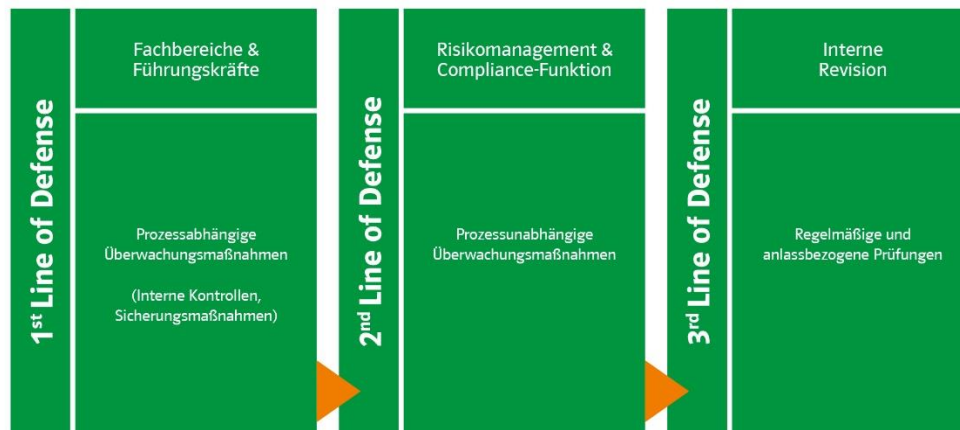 1st Line of Defense
Fachbereiche &
Führungskräfte
Prozessabhängige
Überwachungsmaßnahmen
(Interne Kontrollen,
Sicherungsmaßnahmen)
2nd Line of Defense
Risikomanagement &
Compliance-Funktion
Prozessunabhängige
Überwachungsmaßnahmen
3rd Line of Defense
Interne
Revision
Regelmäßige und
anlassbezogene Prüfungen